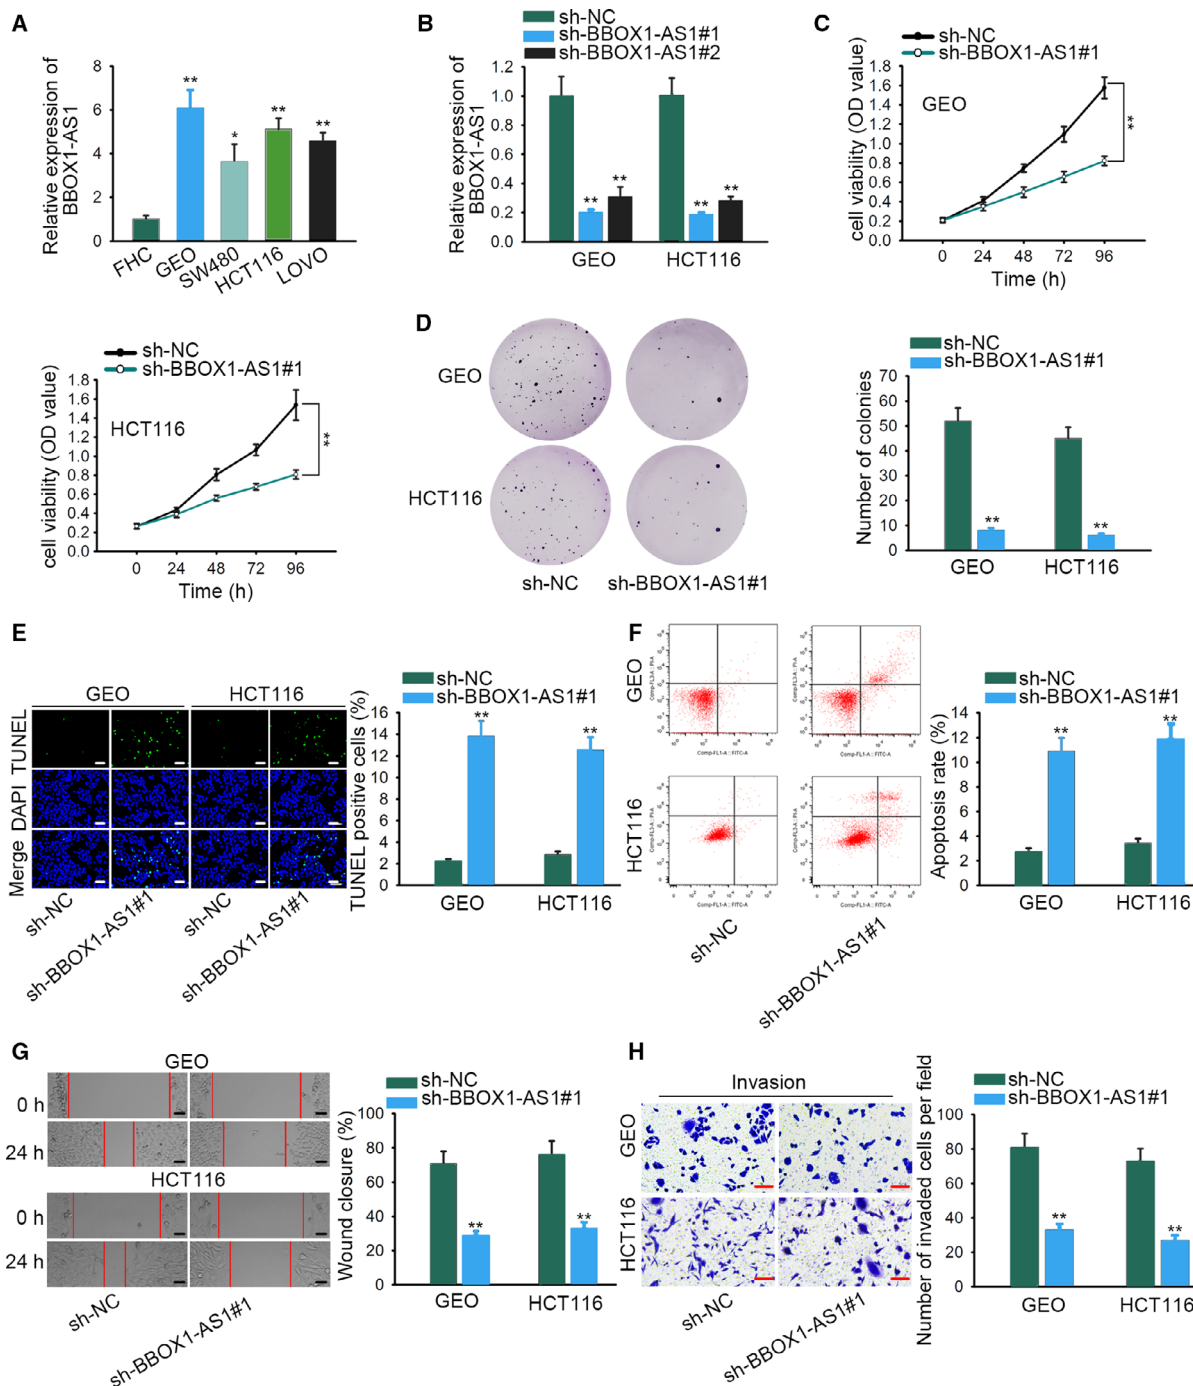 A
Relative expression of
BBOX1-AS1
8
6
4
2
0
**
*
**
**
FHC
GEO
SW480
HCT116
LOVO
B
sh-NC
sh-BBOX1-AS1#1
sh-BBOX1-AS1#2
Relative expression of
BBOX1-AS1
1.2
1.0
0.8
0.6
0.4
0.2
0
**
**
**
**
GEO
HCT116
C
sh-NC
sh-BBOX1-AS1#1
GEO
cell viability (OD value)
1.8
1.6
1.4
1.2
1.0
0.8
0.6
0.4
0.2
0.0
**
0 24 48 72 96
Time (h)
sh-NC
sh-BBOX1-AS1#1
HCT116
cell viability (OD value)
1.8
1.6
1.4
1.2
1.0
0.8
0.6
0.4
0.2
0.0
**
0 24 48 72 96
Time (h)
D
GEO
HCT116
sh-NC
sh-BBOX1-AS1#1
sh-NC
sh-BBOX1-AS1#1
Number of colonies
70
60
50
40
30
20
10
0
**
**
GEO
HCT116
E
GEO
HCT116
TUNEL
DAPI
Merge
sh-NC
sh-BBOX1-AS1#1
sh-NC
sh-BBOX1-AS1#1
sh-NC
sh-BBOX1-AS1#1
TUNEL positive cells (%)
16
14
12
10
8
6
4
2
0
**
**
GEO
HCT116
F
GEO
HCT116
Comp-FL1-A :: FITC-A
Comp-FL1-A :: FITC-A
Comp-FL1-A :: FITC-A
Comp-FL1-A :: FITC-A
sh-NC
sh-BBOX1-AS1#1
sh-NC
sh-BBOX1-AS1#1
Apoptosis rate (%)
14
12
10
8
6
4
2
0
**
**
GEO
HCT116
G
GEO
0 h
24 h
HCT116
0 h
24 h
sh-NC
sh-BBOX1-AS1#1
sh-NC
sh-BBOX1-AS1#1
Wound closure (%)
100
80
60
40
20
0
**
**
GEO
HCT116
H
Invasion
GEO
HCT116
sh-NC
sh-BBOX1-AS1#1
sh-NC
sh-BBOX1-AS1#1
Number of invaded cells per field
100
80
60
40
20
0
**
**
GEO
HCT116